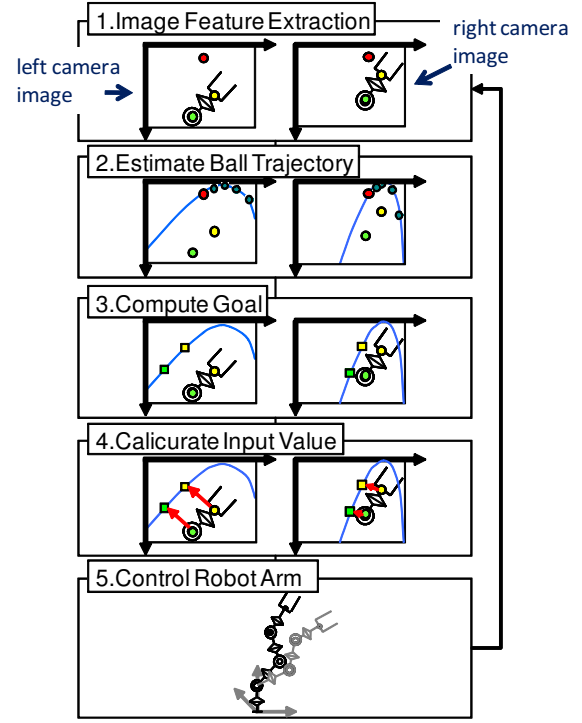 1.Image Feature Extraction
left camera
image
right camera
image
2.Estimate Ball Trajectory
3.Compute Goal
4.Calicurate Input Value
5.Control Robot Arm